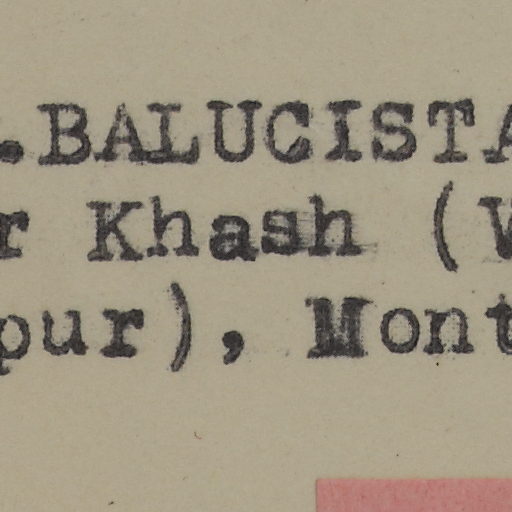 .BALUCISTA
r Khash (V
pur), Mont